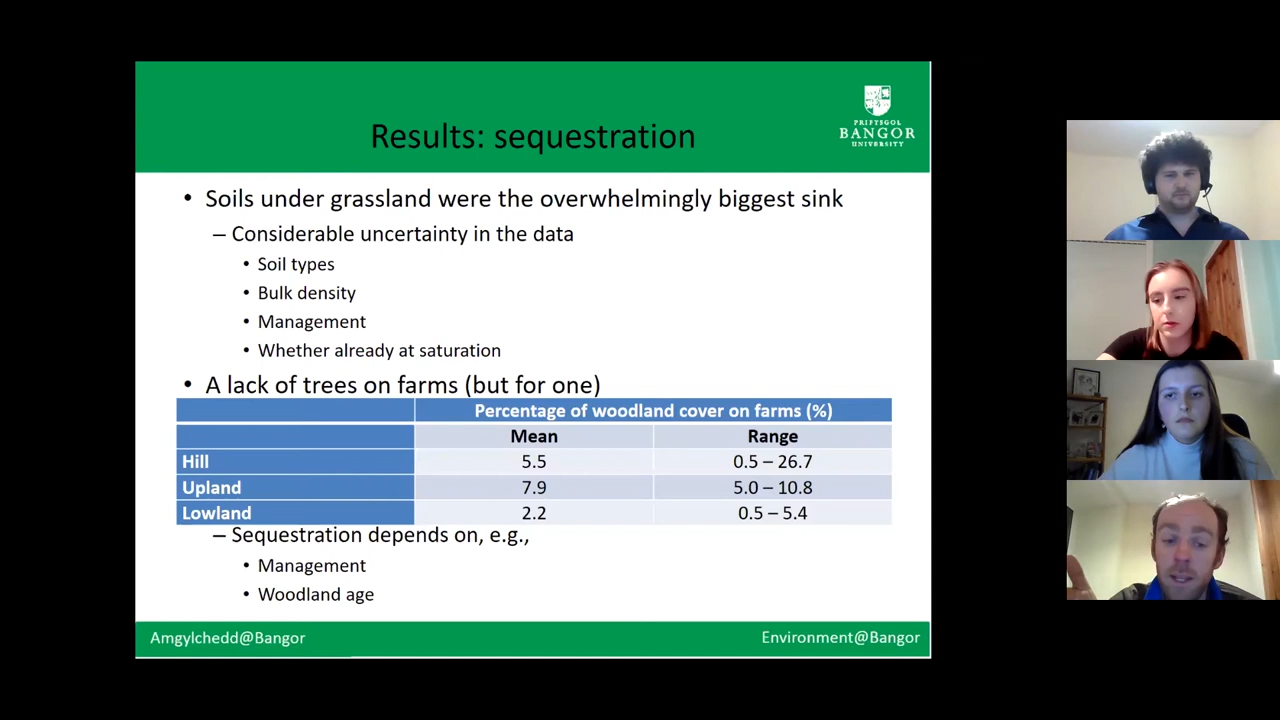 PRIFYSGOL
BANGOR
UNIVERSITY
Results: sequestration
• Soils under grassland were the overwhelmingly biggest sink
– Considerable uncertainty in the data
• Soil types
• Bulk density
• Management
• Whether already at saturation
• A lack of trees on farms (but for one)
Percentage of woodland cover on farms (%)
Mean Range
Hill 5.5 0.5 – 26.7
Upland 7.9 5.0 – 10.8
Lowland 2.2 0.5 – 5.4
– Sequestration depends on, e.g.,
• Management
• Woodland age
Amgylchedd@Bangor Environment@Bangor